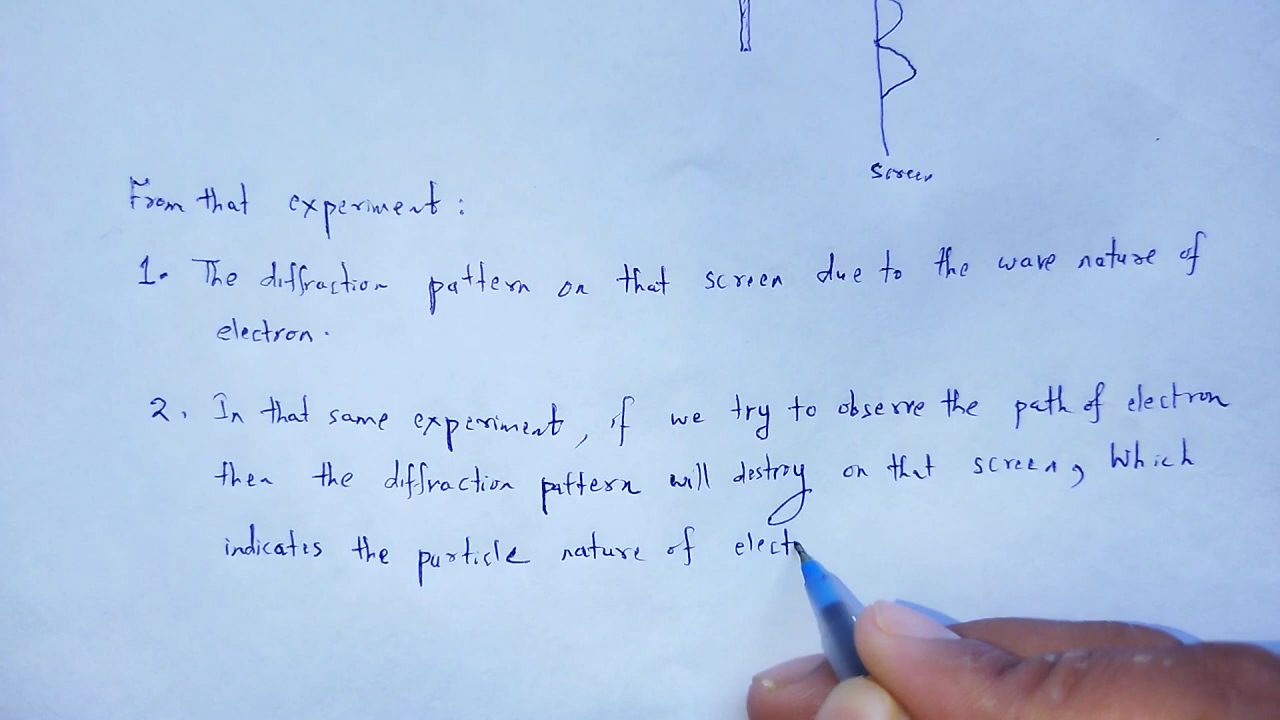 Screen
From that experiment:
1. The diffraction pattern on that screen due to the wave nature of
electron.
2. In that same experiment, if we try to observe the path of electron
then the diffraction pattern will destroy on that screen, Which
indicates the particle nature of elect